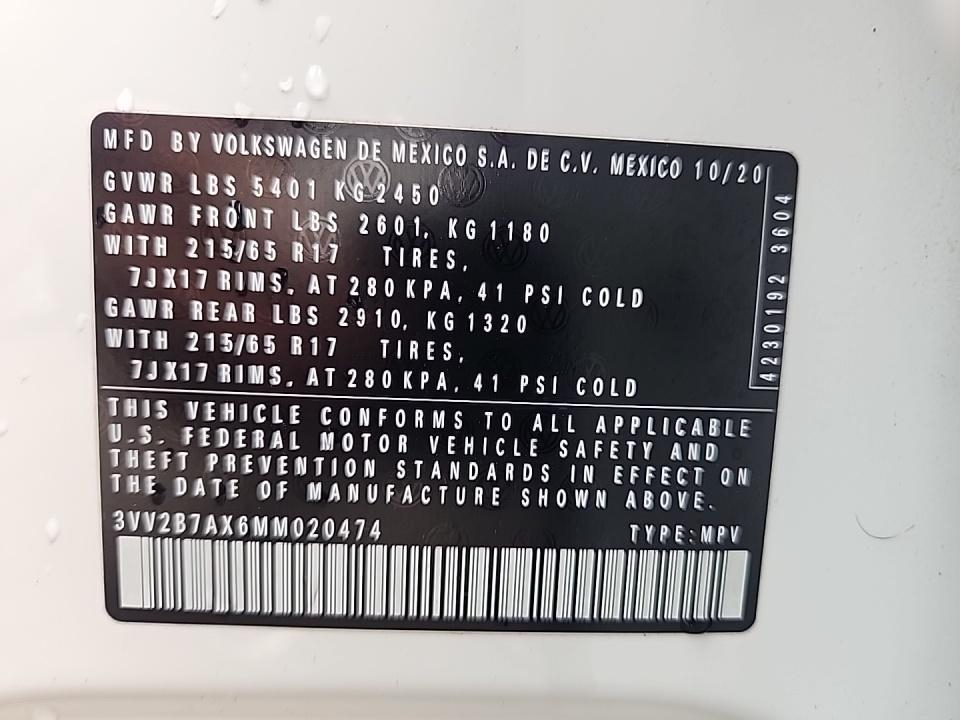 MFD BY VOLKSWAGEN DE MEXICO S.A. DE C.V. MEXICO 10/20
GVWR LBS 5401 KG 2450
GAWR FRONT LBS 2601, KG 1180
WITH 215/65 R17 TIRES,
7JX17 RIMS, AT 280 KPA, 41 PSI COLD
GAWR REAR LBS 2910, KG 1320
WITH 215/65 R17 TIRES,
7JX17 RIMS, AT 280 KPA, 41 PSI COLD
4230192 3604
THIS VEHICLE CONFORMS TO ALL APPLICABLE
U.S. FEDERAL MOTOR VEHICLE SAFETY AND
THEFT PREVENTION STANDARDS IN EFFECT ON
THE DATE OF MANUFACTURE SHOWN ABOVE.
3VV2B7AX6MM020474 TYPE: MPV